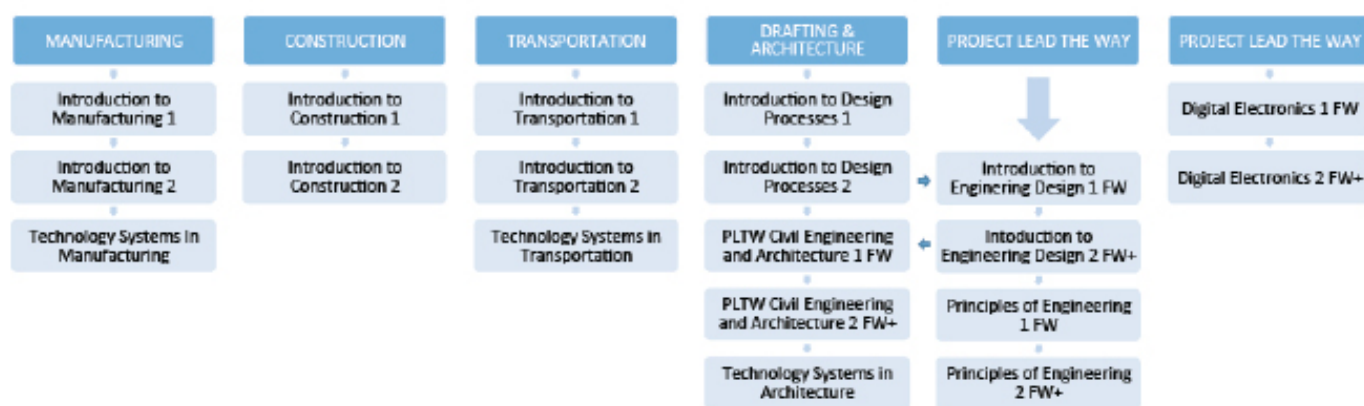 MANUFACTURING
Introduction to
Manufacturing 1
Introduction to
Manufacturing 2
Technology Systems in
Manufacturing
CONSTRUCTION
Introduction to
Construction 1
Introduction to
Construction 2
TRANSPORTATION
Introduction to
Transportation 1
Introduction to
Transportation 2
Technology Systems in
Transportation
DRAFTING &
ARCHITECTURE
Introduction to Design
Processes 1
Introduction to Design
Processes 2
PLTW Civil Engineering
and Architecture 1 FW
PLTW Civil Engineering
and Architecture 2 FW+
Technology Systems in
Architecture
PROJECT LEAD THE WAY
Introduction to
Enginering Design 1 FW
Intoduction to
Engineering Design 2 FW+
Principles of Engineering
1 FW
Principles of Engineering
2 FW+
PROJECT LEAD THE WAY
Digital Electronics 1 FW
Digital Electronics 2 FW+